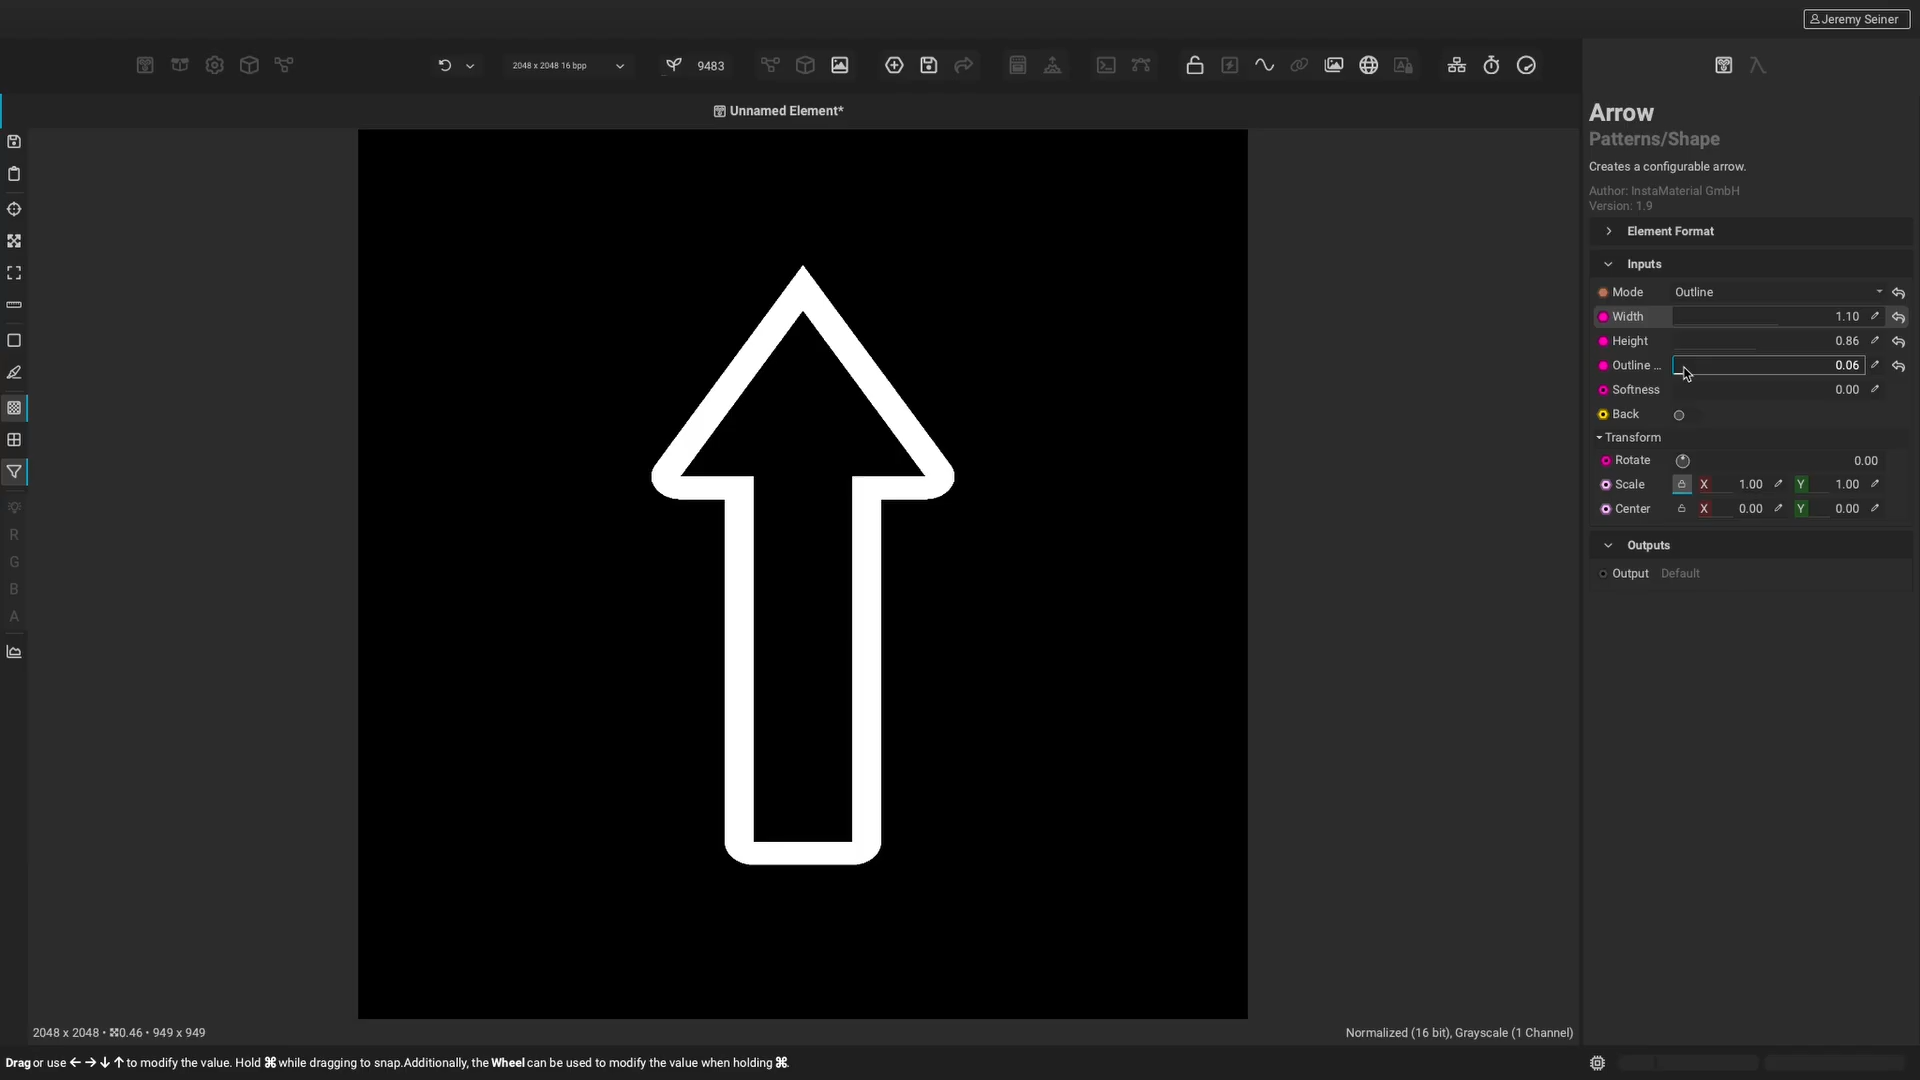 Jeremy Seiner
2048 x 2048 16 bpp
9483
Unnamed Element*
Arrow
Patterns/Shape
Creates a configurable arrow.
Author: InstaMaterial GmbH
Version: 1.9
Element Format
Inputs
Mode Outline
Width 1.10
Height 0.86
Outline ... 0.06
Softness 0.00
Back
Transform
Rotate 0.00
Scale X 1.00 Y 1.00
Center X 0.00 Y 0.00
Outputs
Output Default
R
G
B
A
2048 x 2048 • 0.46 • 949 x 949
Normalized (16 bit), Grayscale (1 Channel)
Drag or use ← → ↓ ↑ to modify the value. Hold ⌘ while dragging to snap.Additionally, the Wheel can be used to modify the value when holding ⌘.